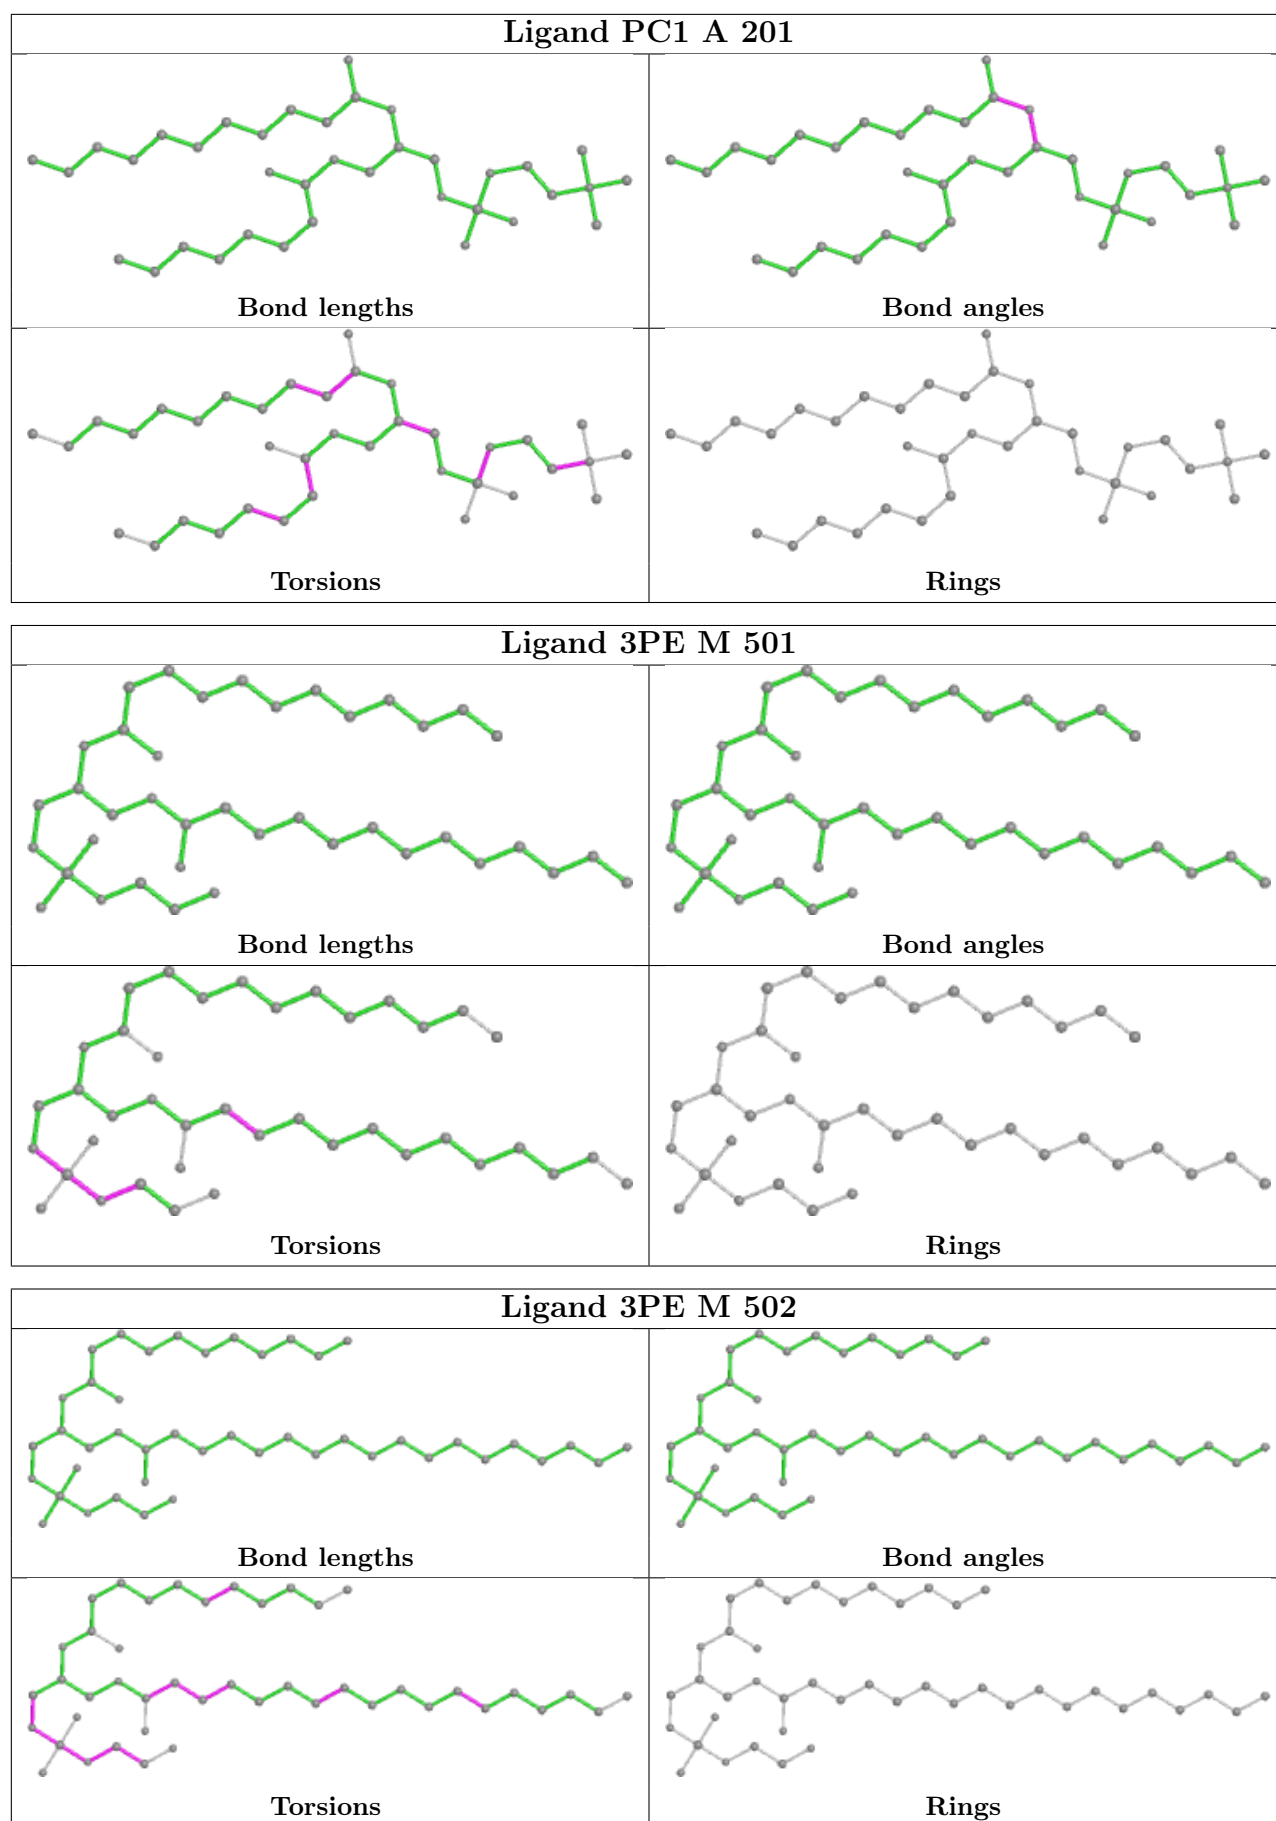 Ligand PC1 A 201
Bond lengths
Bond angles
Torsions
Rings
Ligand 3PE M 501
Bond lengths
Bond angles
Torsions
Rings
Ligand 3PE M 502
Bond lengths
Bond angles
Torsions
Rings